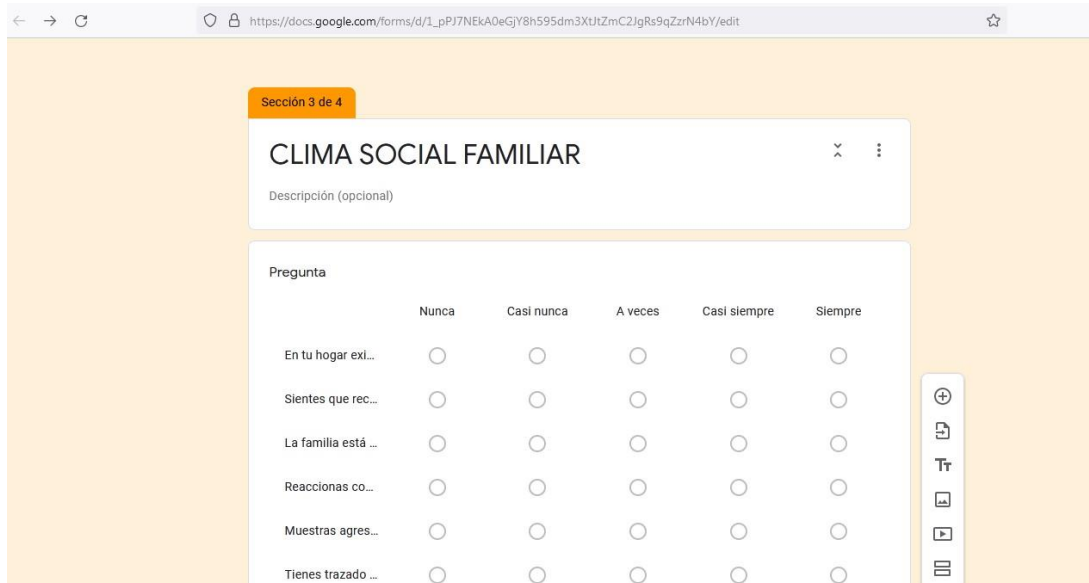 https://docs.google.com/forms/d/1_pPJ7NEkA0eGjY8h595dm3XtJtZmC2JgRs9qZzrN4bY/edit
Sección 3 de 4
CLIMA SOCIAL FAMILIAR
Descripción (opcional)
Pregunta
Nunca Casi nunca A veces Casi siempre Siempre
En tu hogar exi...
Sientes que rec...
La familia está ...
Reaccionas co...
Muestras agres...
Tienes trazado ...
Tт